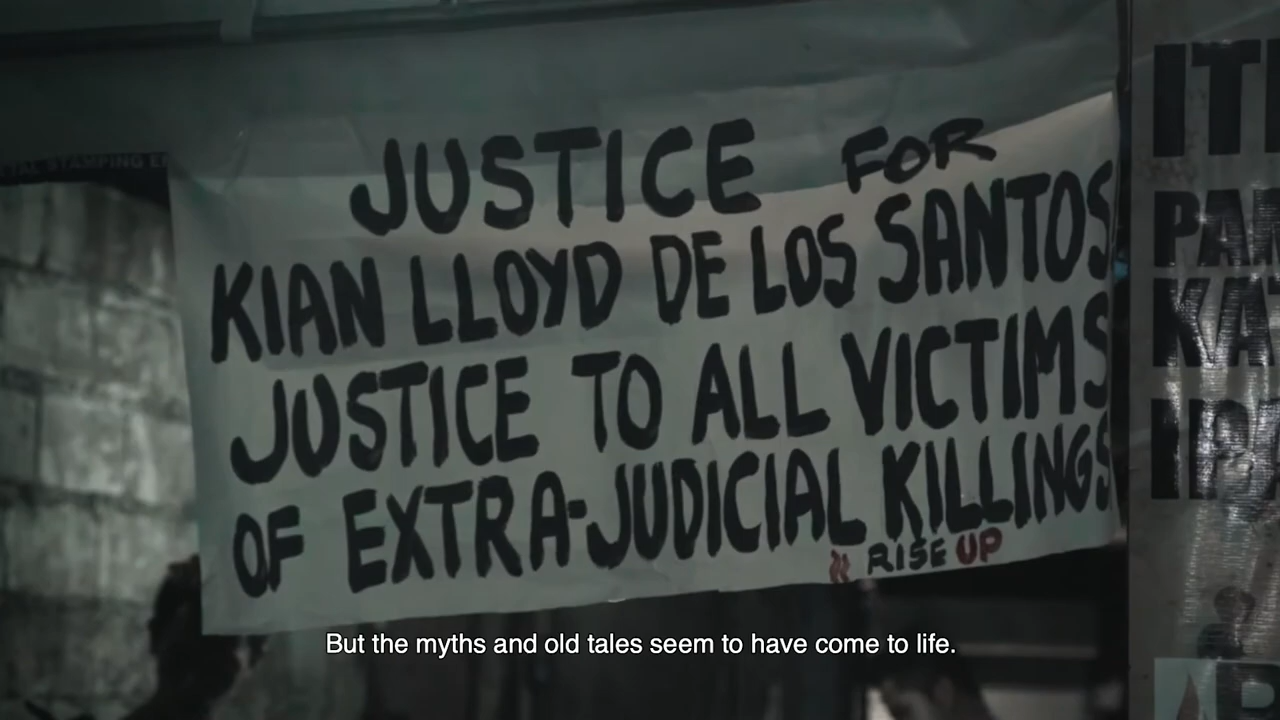 JUSTICE FOR
KIAN LLOYD DE LOS SANTOS
JUSTICE TO ALL VICTIMS
OF EXTRA-JUDICIAL KILLINGS
RISE UP
But the myths and old tales seem to have come to life.